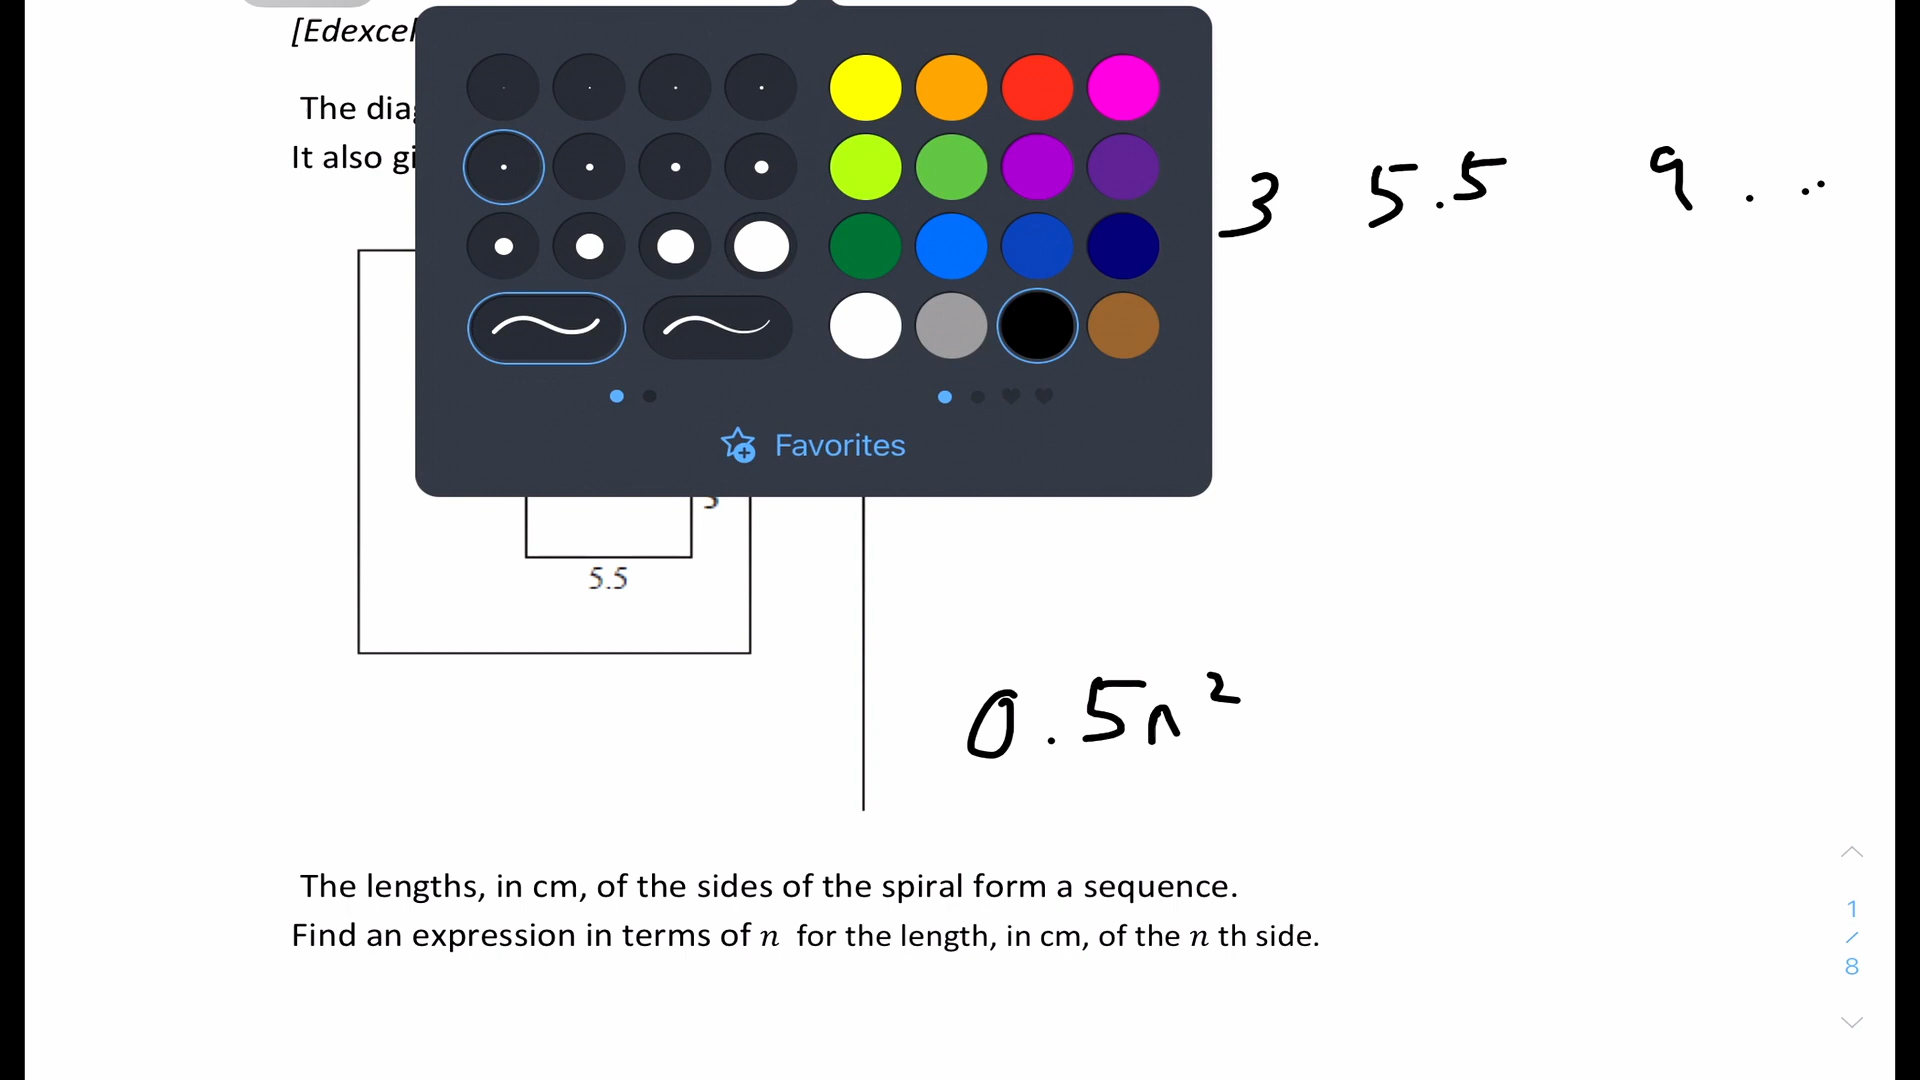 [Edexcel
The dia
It also gi
3 5.5 9 ...
Favorites
5.5
0.5n²
The lengths, in cm, of the sides of the spiral form a sequence.
Find an expression in terms of n for the length, in cm, of the n th side.
1
/
8